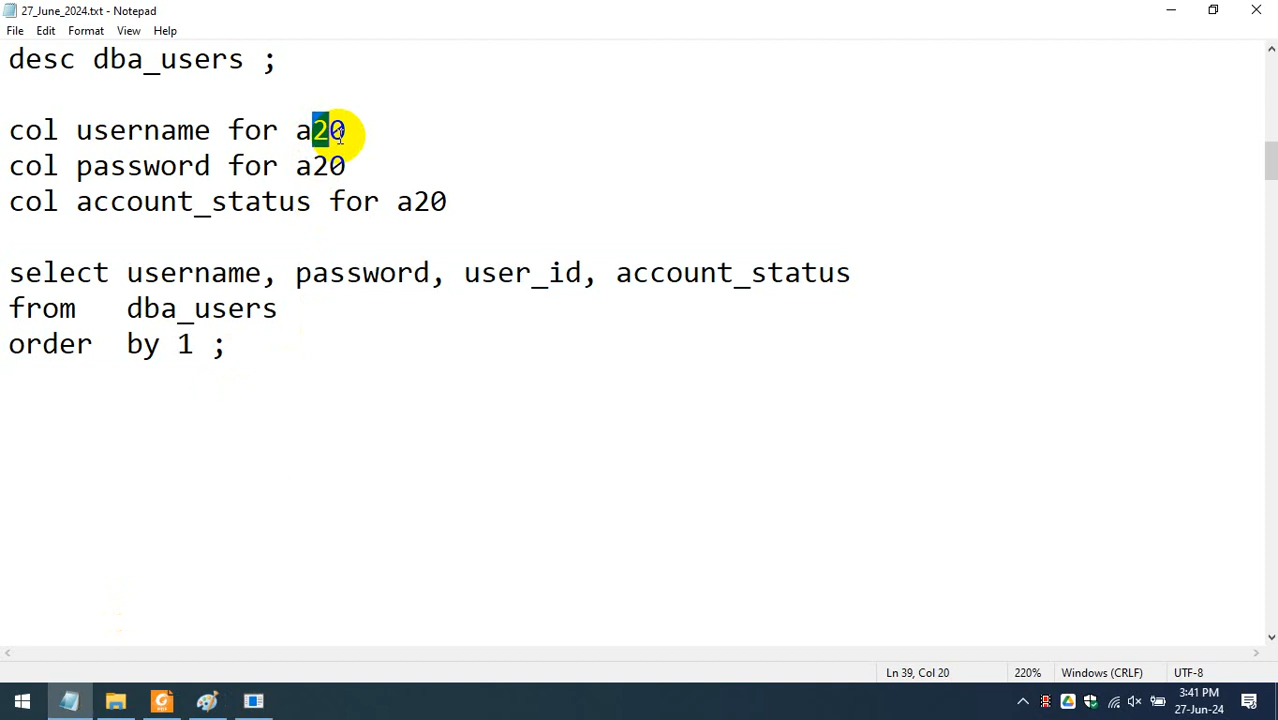 27_June_2024.txt - Notepad
File Edit Format View Help
desc dba_users ;
col username for a20
col password for a20
col account_status for a20
select username, password, user_id, account_status
from   dba_users
order  by 1 ;
Ln 39, Col 20 220% Windows (CRLF) UTF-8
3:41 PM
27-Jun-24